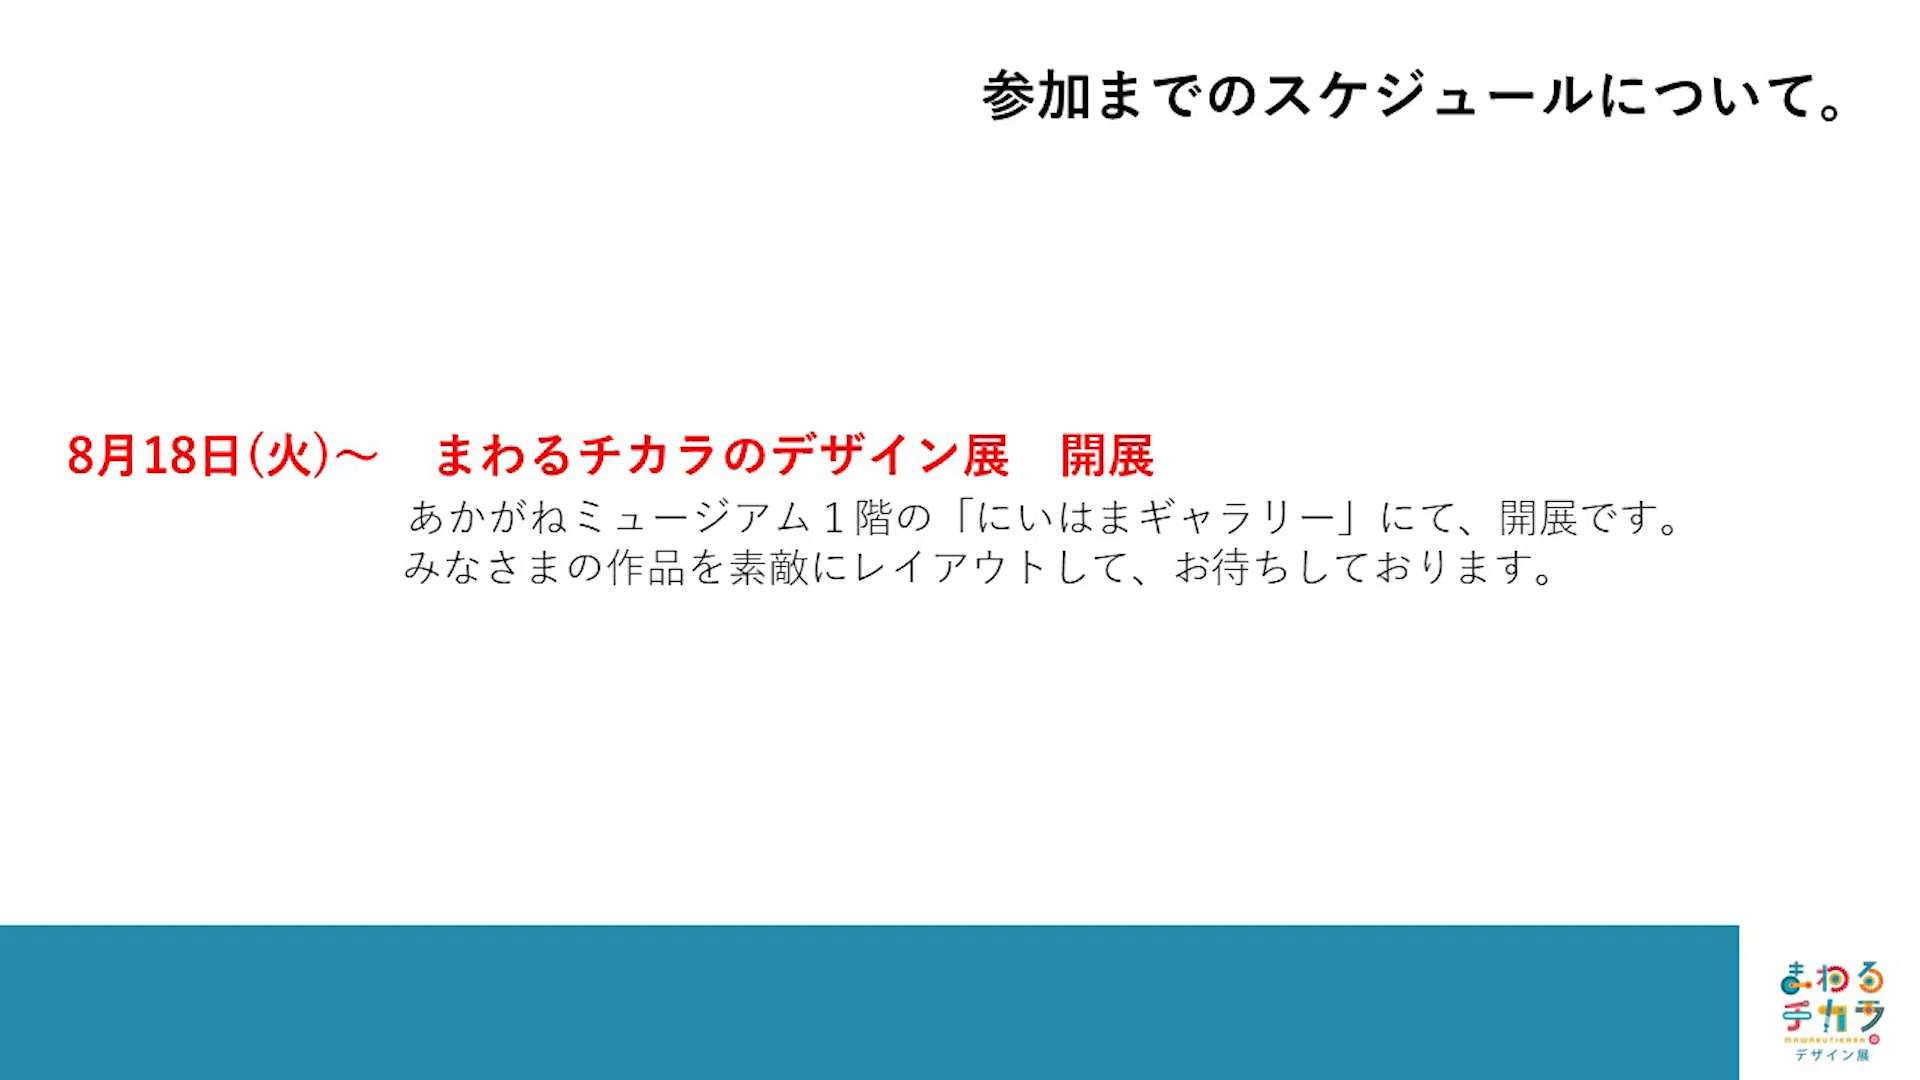 参加までのスケジュールについて。
8月18日(火)～　まわるチカラのデザイン展　開展
あかがねミュージアム１階の「にいはまギャラリー」にて、開展です。
みなさまの作品を素敵にレイアウトして、お待ちしております。
まわる
チカラ。
MAWARUTIKARA
デザイン展